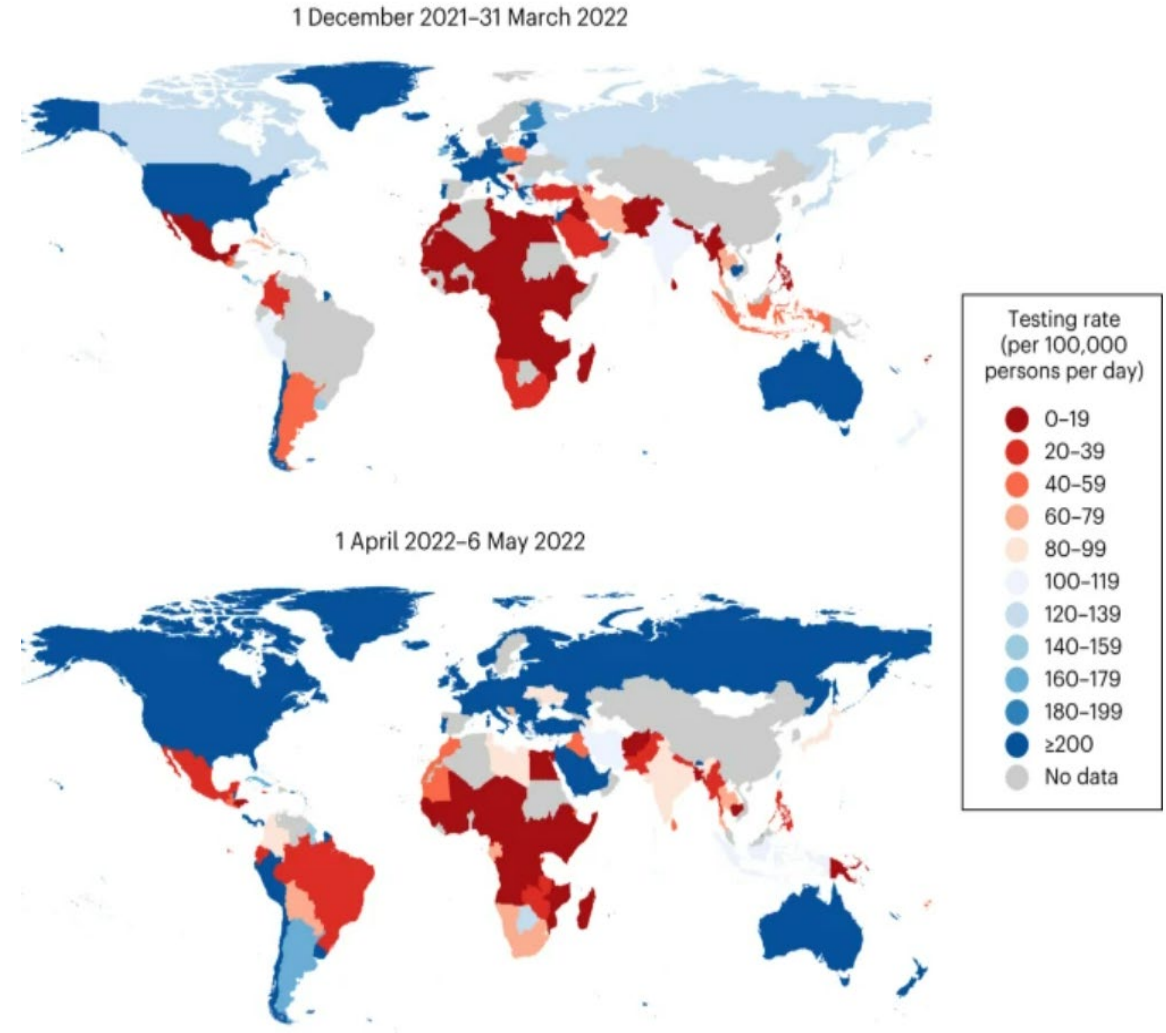 1 December 2021–31 March 2022
Testing rate
(per 100,000
persons per day)
0–19
20–39
40–59
60–79
80–99
100–119
120–139
140–159
160–179
180–199
≥200
No data
1 April 2022–6 May 2022